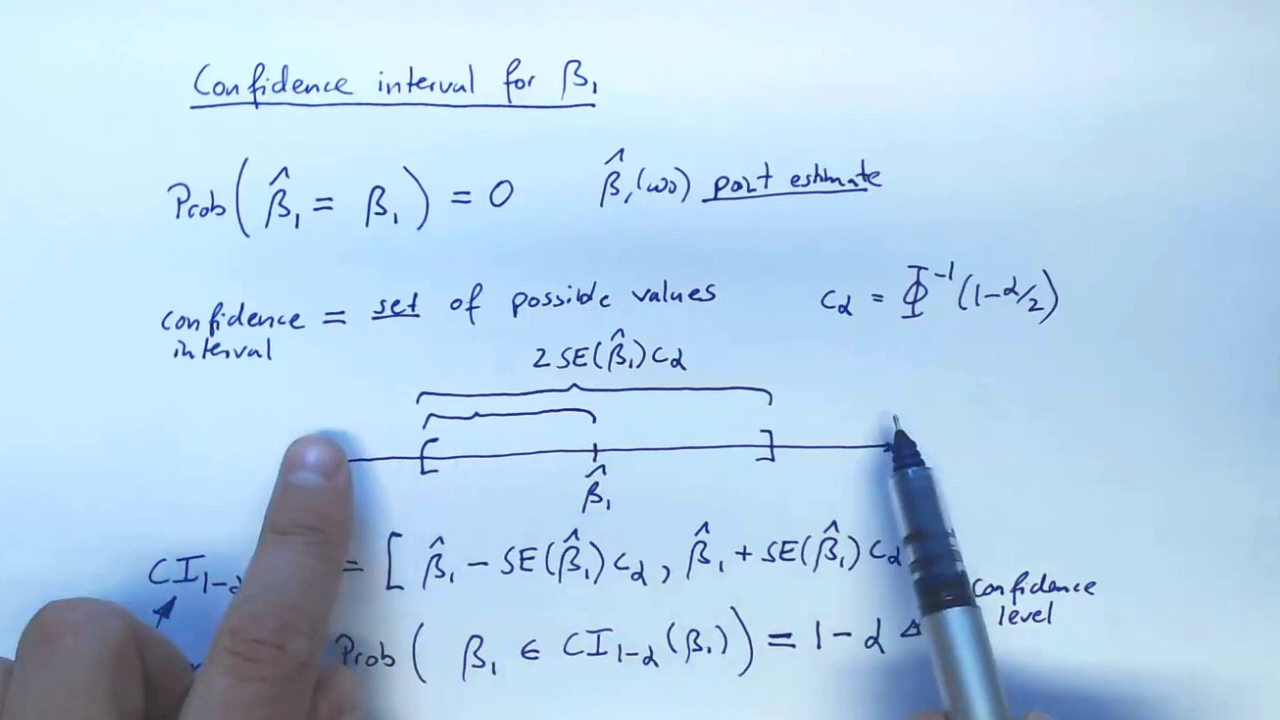 Confidence interval for β₁
Prob( β̂₁ = β₁ ) = 0 β̂₁(ω₀) point estimate
confidence interval = set of possible values c_α = Φ⁻¹(1-α/2)
2 SE(β̂₁) c_α
β̂₁
CI₁₋α = [ β̂₁ - SE(β̂₁) c_α , β̂₁ + SE(β̂₁) c_α
confidence level
Prob( β₁ ∈ CI₁₋α(β₁) ) = 1 - α